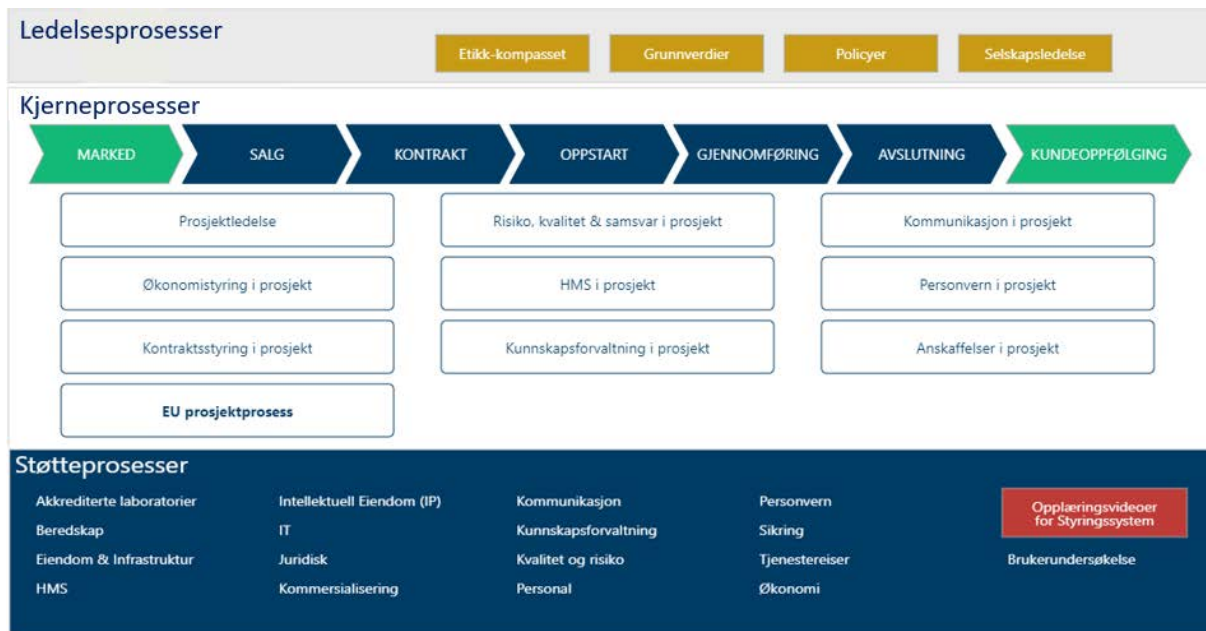 Ledelsesprosesser
Etikk-kompasset
Grunnverdier
Policyer
Selskapsledelse
Kjerneprosesser
MARKED
SALG
KONTRAKT
OPPSTART
GJENNOMFØRING
AVSLUTNING
KUNDEOPPFØLGING
Prosjektledelse
Risiko, kvalitet & samsvar i prosjekt
Kommunikasjon i prosjekt
Økonomistyring i prosjekt
HMS i prosjekt
Personvern i prosjekt
Kontraktsstyring i prosjekt
Kunnskapsforvaltning i prosjekt
Anskaffelser i prosjekt
EU prosjektprosess
Støtteprosesser
Akkrediterte laboratorier
Beredskap
Eiendom & Infrastruktur
HMS
Intellektuell Eiendom (IP)
IT
Juridisk
Kommersialisering
Kommunikasjon
Kunnskapsforvaltning
Kvalitet og risiko
Personal
Personvern
Sikring
Tjenestereiser
Økonomi
Opplæringsvideoer
for Styringssystem
Brukerundersøkelse